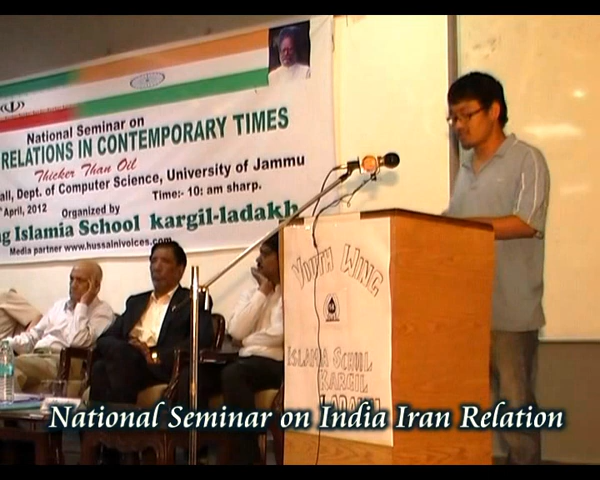 National Seminar on
RELATIONS IN CONTEMPORARY TIMES
Thicker Than Oil
Dept. of Computer Science, University of Jammu
April, 2012
Time:- 10: am sharp.
Organized by
Islamia School kargil-ladakh
Media partner www.hussainivoices.com
YOUTH WING
ISLAMIA SCHUIL
KARGIL
LADAKH
National Seminar on India Iran Relation